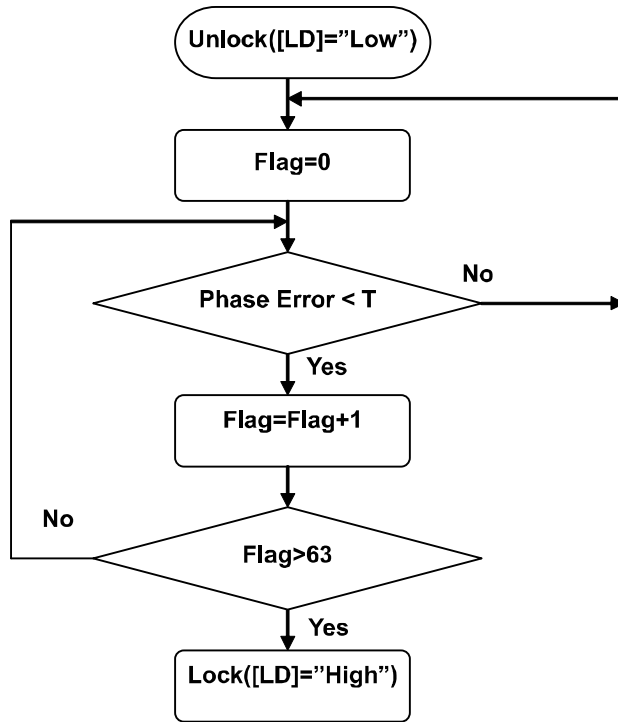 Unlock([LD]=”Low”)
Flag=0
Phase Error < T
No
Yes
Flag=Flag+1
No
Flag>63
Yes
Lock([LD]=”High”)